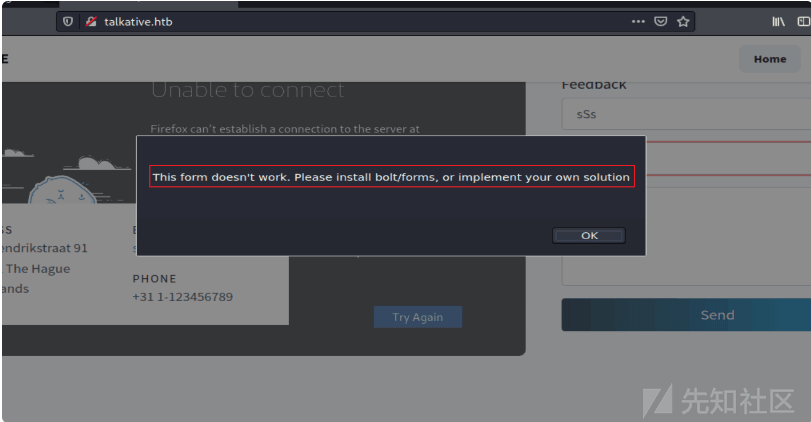 talkative.htb
E
Home
Unable to connect
Feedback
Firefox can't establish a connection to the server at
sSs
This form doesn't work. Please install bolt/forms, or implement your own solution
OK
SS
endrikstraat 91
The Hague
ands
PHONE
+31 1-123456789
Try Again
Send
先知社区